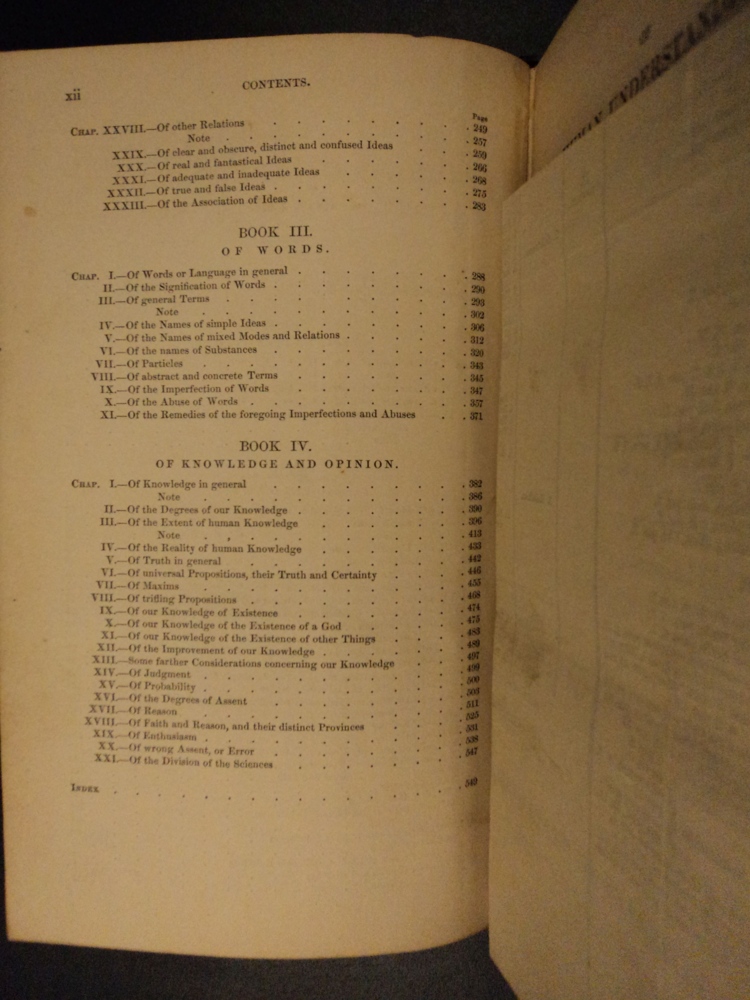 xii
CONTENTS.
Page
CHAP. XXVIII.—Of other Relations . . . . . . . . . 249
Note . . . . . . . . . . . 257
XXIX.—Of clear and obscure, distinct and confused Ideas . . . 259
XXX.—Of real and fantastical Ideas . . . . . . . 266
XXXI.—Of adequate and inadequate Ideas . . . . . . 268
XXXII.—Of true and false Ideas . . . . . . . . . 275
XXXIII.—Of the Association of Ideas . . . . . . . . 283
BOOK III.
OF WORDS.
CHAP. I.—Of Words or Language in general . . . . . . . . 288
II.—Of the Signification of Words . . . . . . . . . 290
III.—Of general Terms . . . . . . . . . . . 293
Note . . . . . . . . . . . . 302
IV.—Of the Names of simple Ideas . . . . . . . . . 306
V.—Of the Names of mixed Modes and Relations . . . . . . 312
VI.—Of the names of Substances . . . . . . . . . 320
VII.—Of Particles . . . . . . . . . . . . 343
VIII.—Of abstract and concrete Terms . . . . . . . . 345
IX.—Of the Imperfection of Words . . . . . . . . 347
X.—Of the Abuse of Words . . . . . . . . . . 357
XI.—Of the Remedies of the foregoing Imperfections and Abuses . . 371
BOOK IV.
OF KNOWLEDGE AND OPINION.
CHAP. I.—Of Knowledge in general . . . . . . . . . 382
Note . . . . . . . . . . . . 386
II.—Of the Degrees of our Knowledge . . . . . . . . 390
III.—Of the Extent of human Knowledge . . . . . . . 396
Note . . . . . . . . . . . . 413
IV.—Of the Reality of human Knowledge . . . . . . . 433
V.—Of Truth in general . . . . . . . . . . 442
VI.—Of universal Propositions, their Truth and Certainty . . . . 446
VII.—Of Maxims . . . . . . . . . . . . 455
VIII.—Of trifling Propositions . . . . . . . . . . 468
IX.—Of our Knowledge of Existence . . . . . . . . 474
X.—Of our Knowledge of the Existence of a God . . . . . 475
XI.—Of our Knowledge of the Existence of other Things . . . . 483
XII.—Of the Improvement of our Knowledge . . . . . . . 489
XIII.—Some farther Considerations concerning our Knowledge . . . 497
XIV.—Of Judgment . . . . . . . . . . . . 499
XV.—Of Probability . . . . . . . . . . . . 500
XVI.—Of the Degrees of Assent . . . . . . . . . 503
XVII.—Of Reason . . . . . . . . . . . . 511
XVIII.—Of Faith and Reason, and their distinct Provinces . . . . 525
XIX.—Of Enthusiasm . . . . . . . . . . . . 531
XX.—Of wrong Assent, or Error . . . . . . . . . 538
XXI.—Of the Division of the Sciences . . . . . . . . 547
INDEX . . . . . . . . . . . . . . . 549